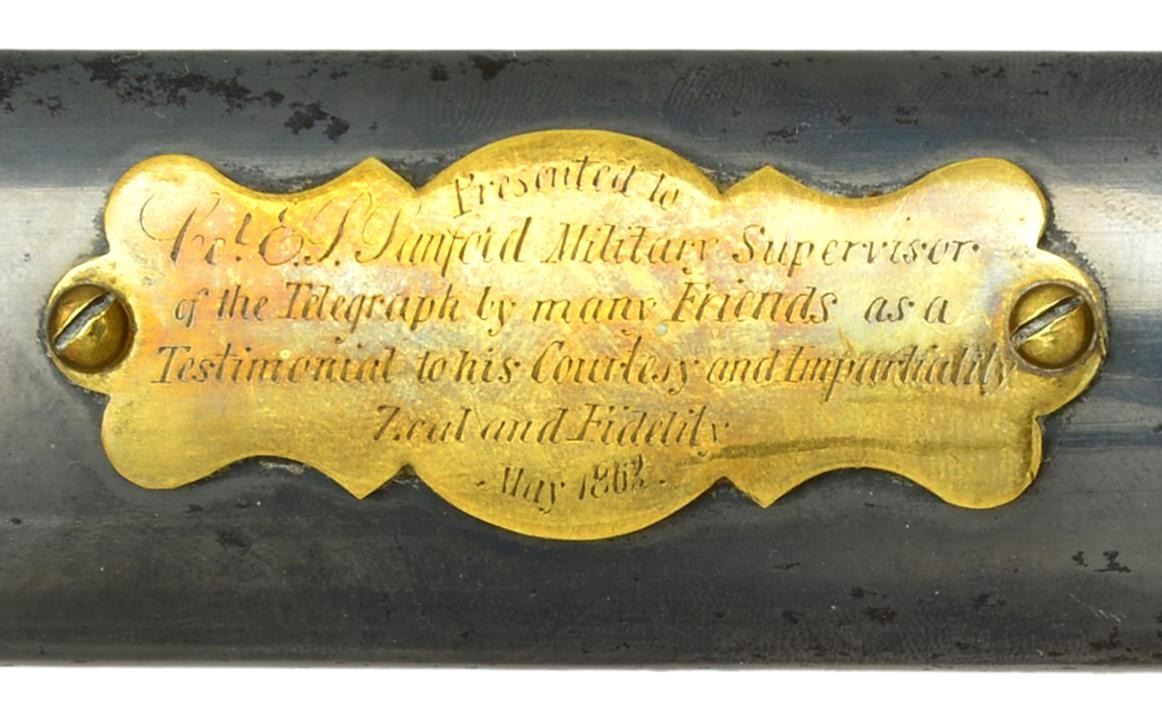 Presented to
Col. E. S. Sanford Military Supervisor
of the Telegraph by many Friends as a
Testimonial to his Courtesy and Impartiality
Zeal and Fidelity
May 1862.